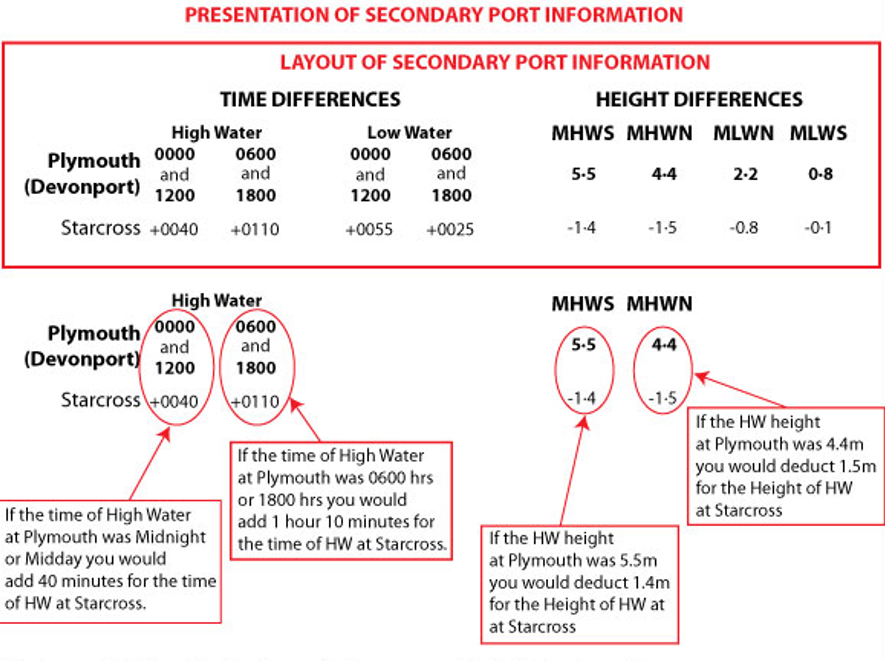 PRESENTATION OF SECONDARY PORT INFORMATION
LAYOUT OF SECONDARY PORT INFORMATION
TIME DIFFERENCES HEIGHT DIFFERENCES
High Water Low Water MHWS MHWN MLWN MLWS
Plymouth 0000 0600 0000 0600
(Devonport) and and and and 5·5 4·4 2·2 0·8
1200 1800 1200 1800
Starcross +0040 +0110 +0055 +0025 -1·4 -1·5 -0.8 -0·1
High Water MHWS MHWN
Plymouth 0000 0600
(Devonport) and and 5·5 4·4
1200 1800
Starcross +0040 +0110 -1·4 -1·5
If the time of High Water
at Plymouth was Midnight
or Midday you would
add 40 minutes for the time
of HW at Starcross.
If the time of High Water
at Plymouth was 0600 hrs
or 1800 hrs you would
add 1 hour 10 minutes for
the time of HW at Starcross.
If the HW height
at Plymouth was 5.5m
you would deduct 1.4m
for the Height of HW at
at Starcross
If the HW height
at Plymouth was 4.4m
you would deduct 1.5m
for the Height of HW
at Starcross